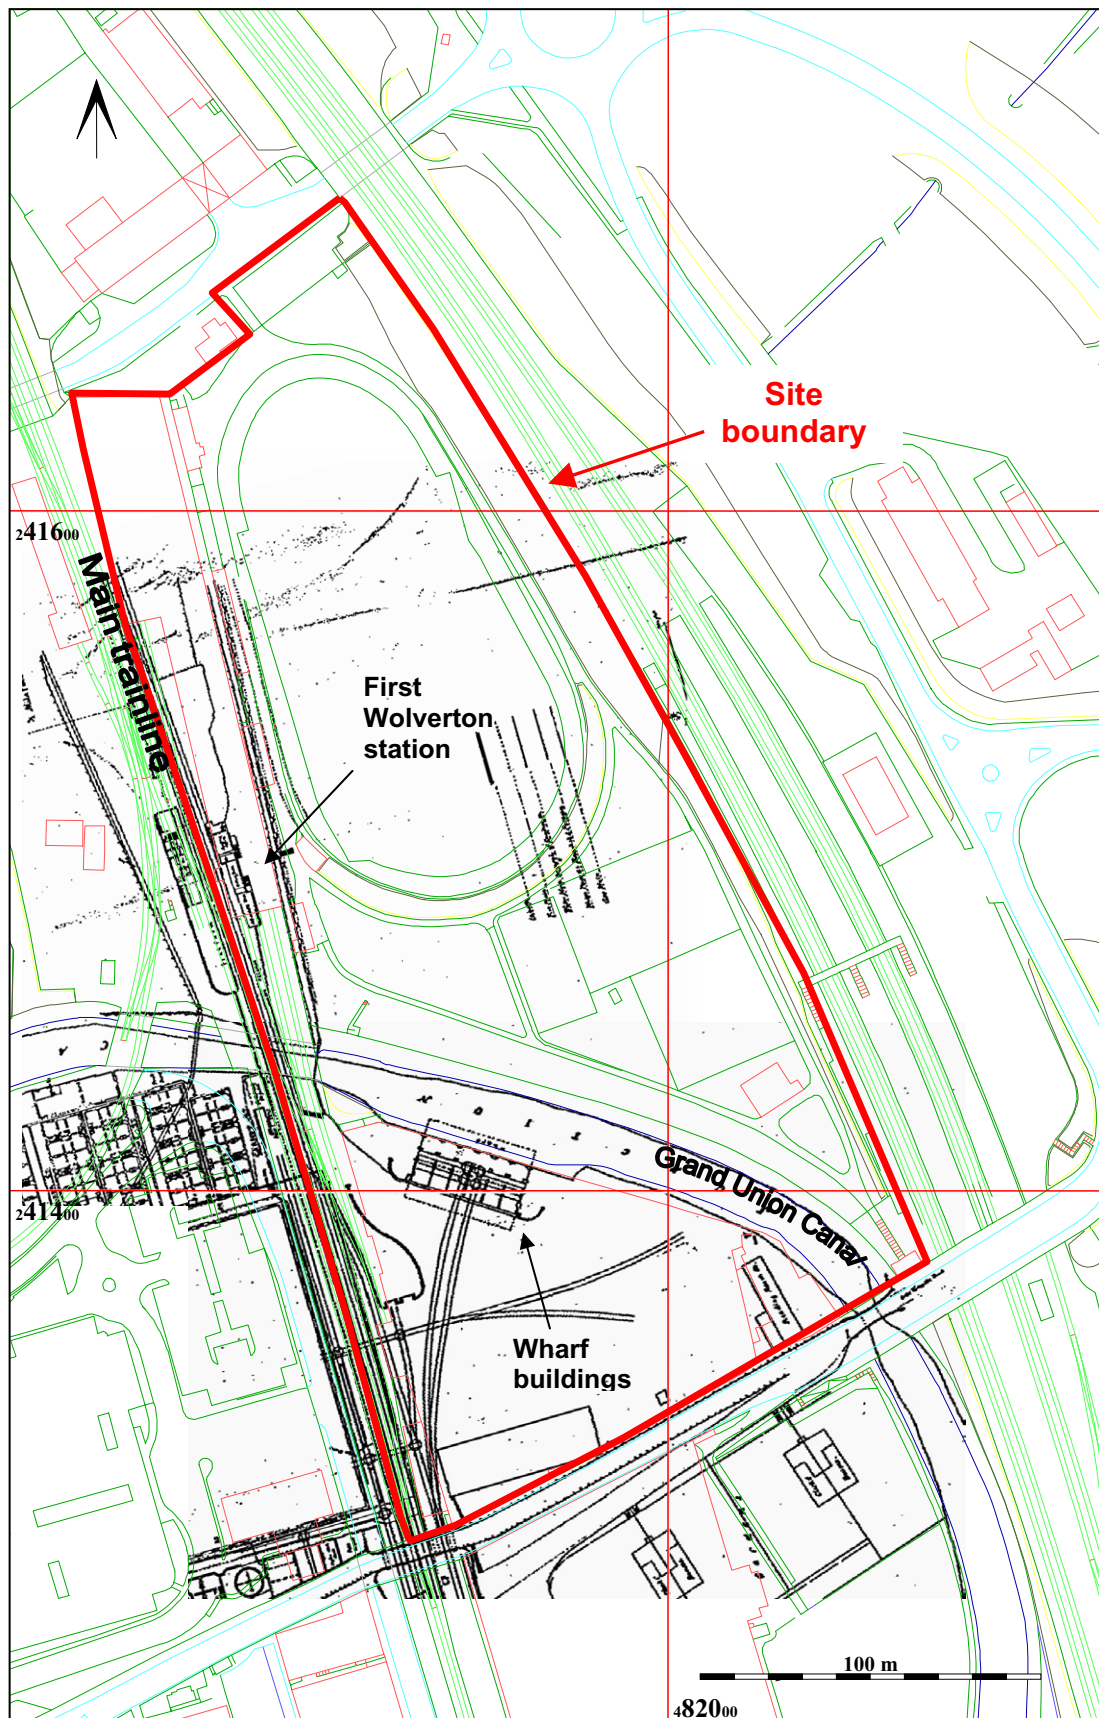 Site
boundary
241600
Main trainline
First
Wolverton
station
C A
N O I
Grand Union Canal
241400
Wharf
buildings
100 m
482000